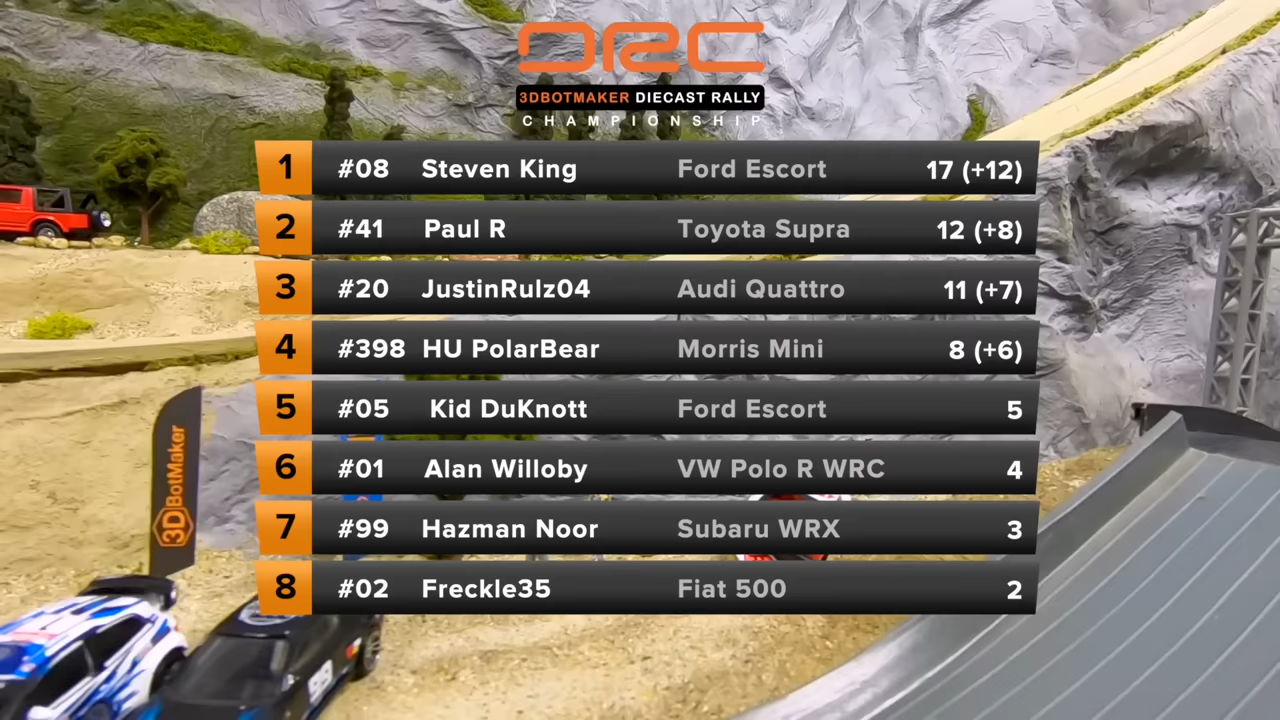 DRC
3DBOTMAKER DIECAST RALLY
CHAMPIONSHIP
1 #08 Steven King Ford Escort 17 (+12)
2 #41 Paul R Toyota Supra 12 (+8)
3 #20 JustinRulz04 Audi Quattro 11 (+7)
4 #398 HU PolarBear Morris Mini 8 (+6)
5 #05 Kid DuKnott Ford Escort 5
6 #01 Alan Willoby VW Polo R WRC 4
7 #99 Hazman Noor Subaru WRX 3
8 #02 Freckle35 Fiat 500 2
3DBotMaker